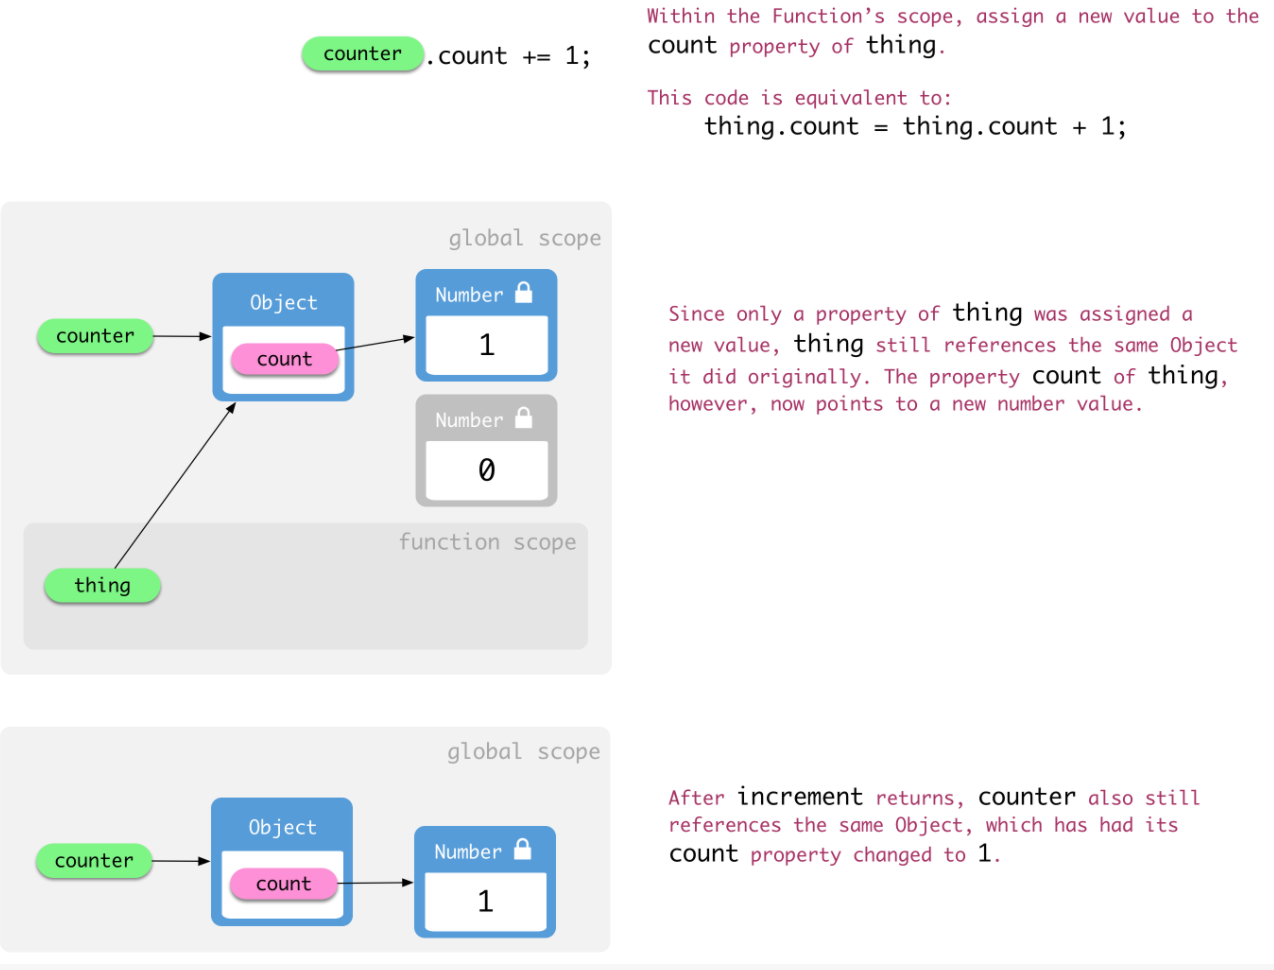 counter .count += 1;
Within the Function’s scope, assign a new value to the
count property of thing.
This code is equivalent to:
thing.count = thing.count + 1;
global scope
Object
Number
counter
count
1
Number
0
function scope
thing
Since only a property of thing was assigned a
new value, thing still references the same Object
it did originally. The property count of thing,
however, now points to a new number value.
global scope
Object
Number
counter
count
1
After increment returns, counter also still
references the same Object, which has had its
count property changed to 1.